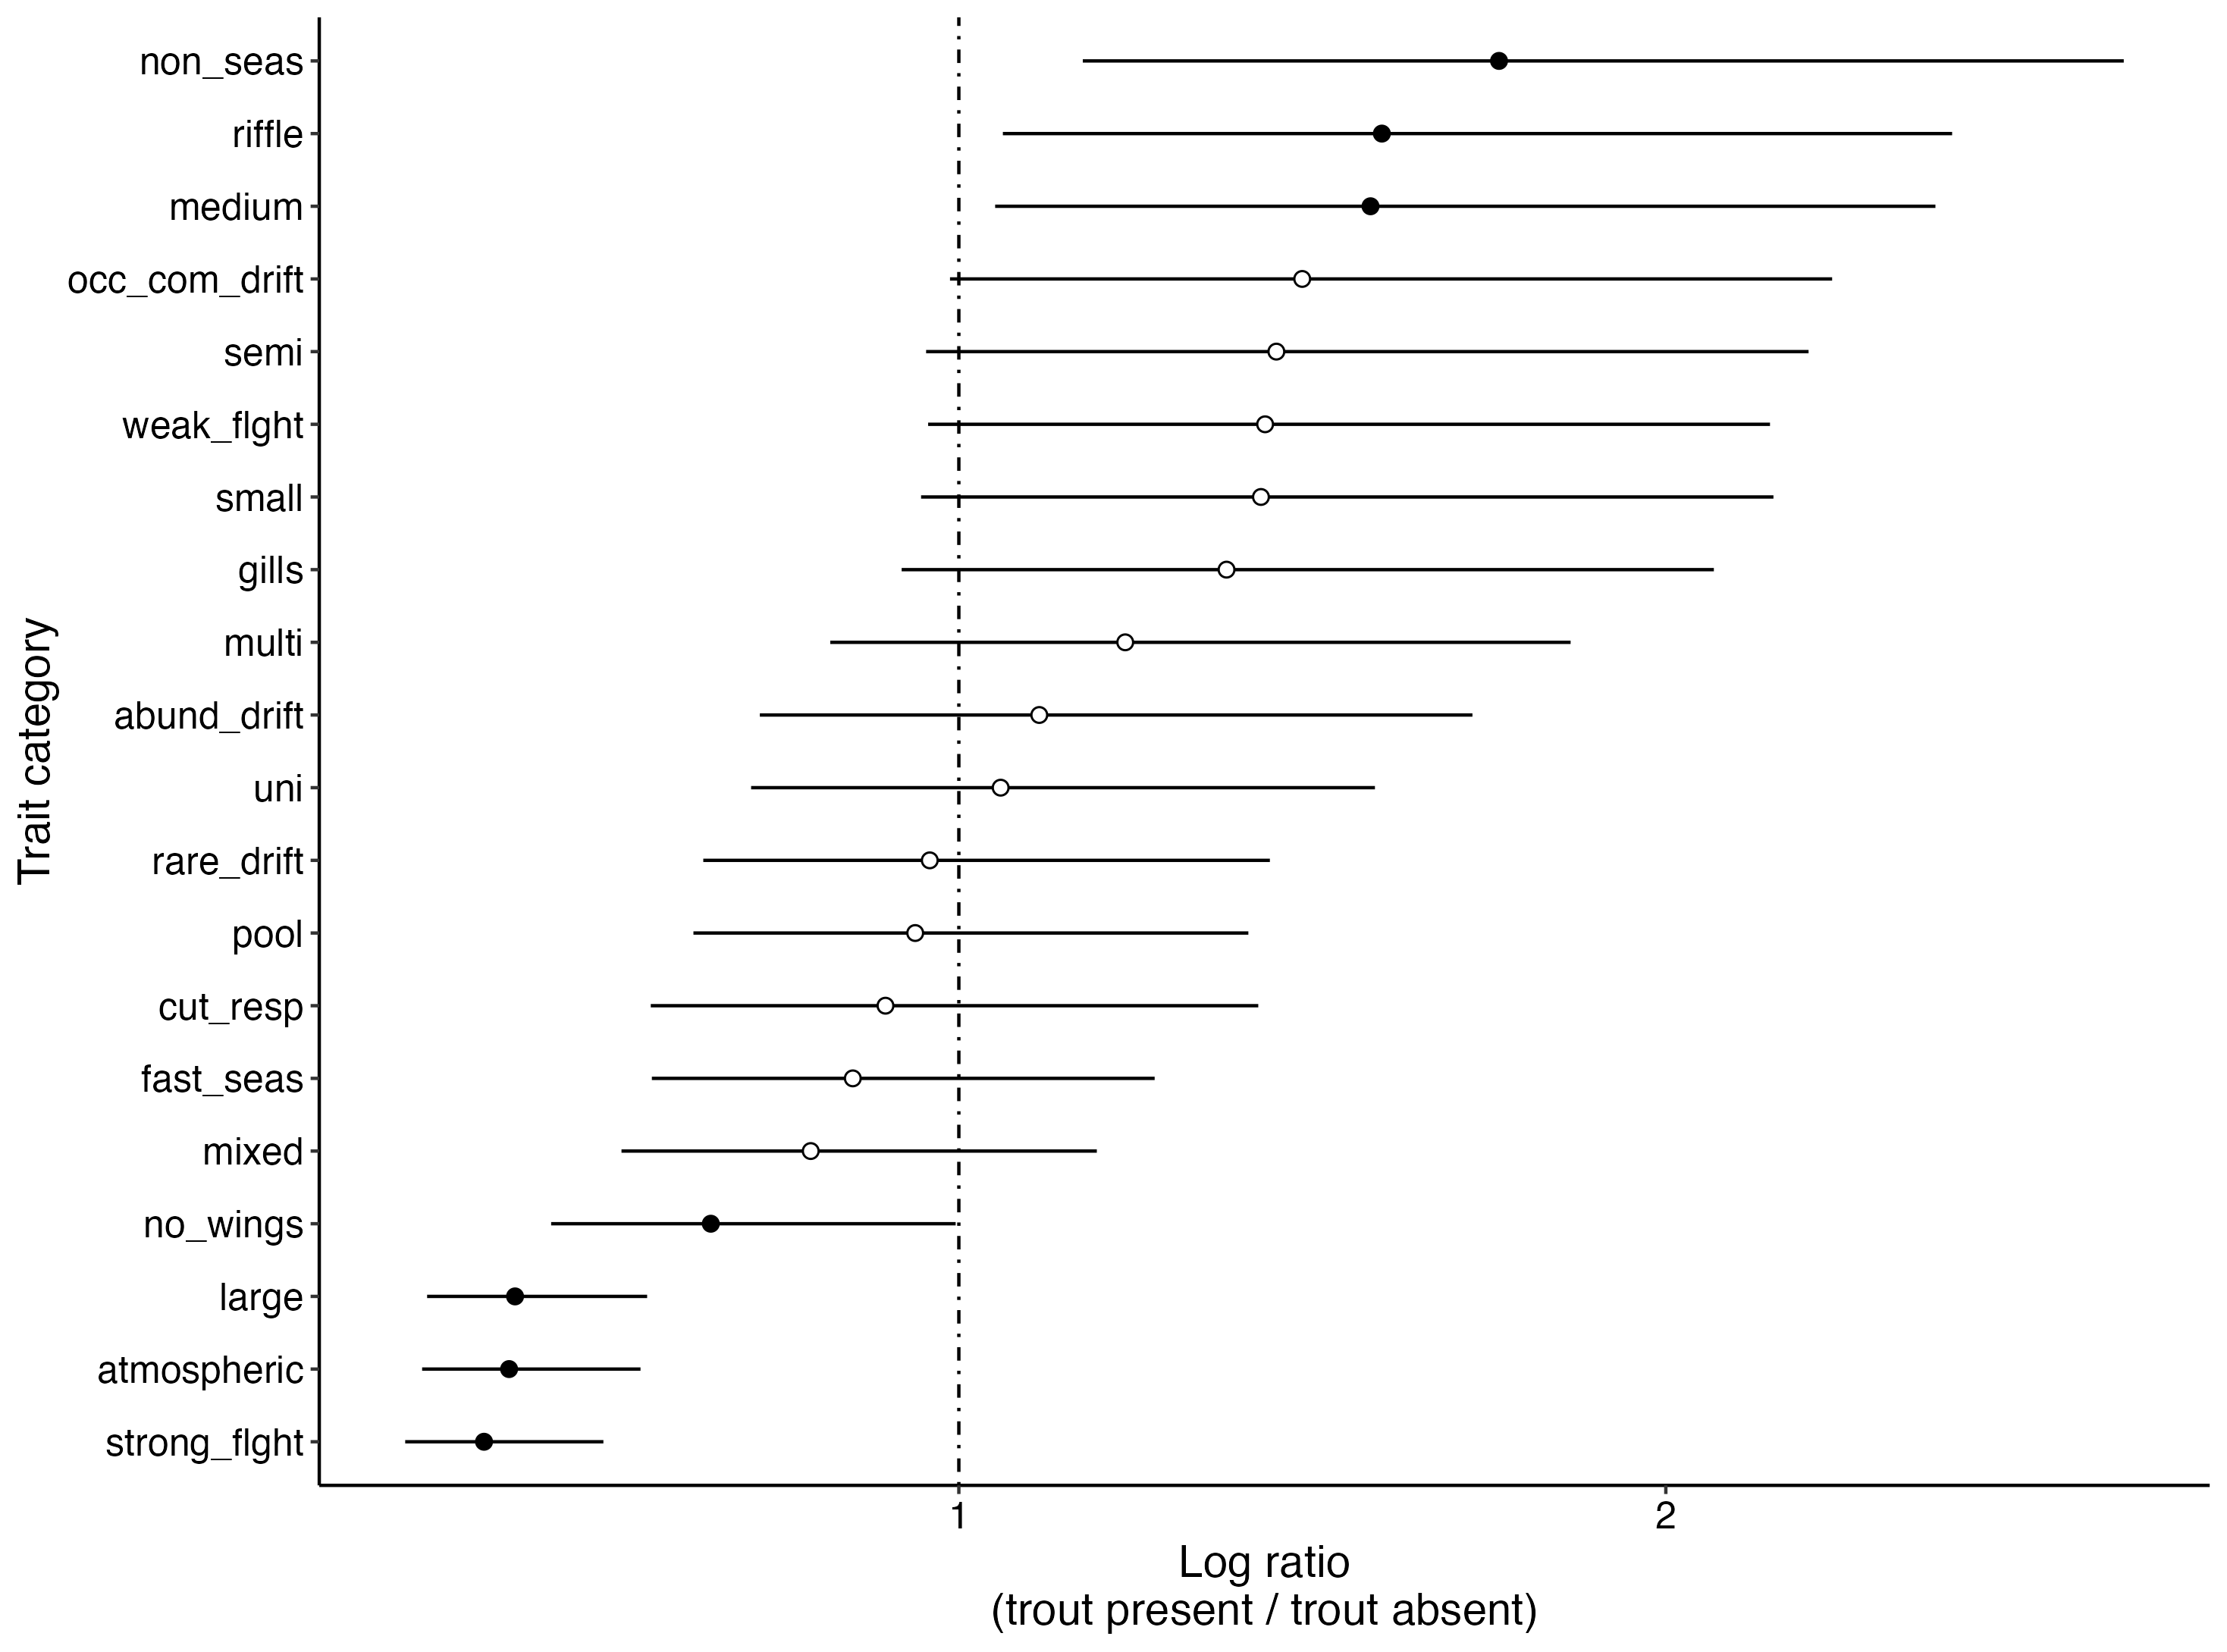 non_seas
riffle
medium
occ_com_drift
semi
weak_flght
small
gills
multi
abund_drift
uni
rare_drift
pool
cut_resp
fast_seas
mixed
no_wings
large
atmospheric
strong_flght
Trait category
1
2
Log ratio
(trout present / trout absent)